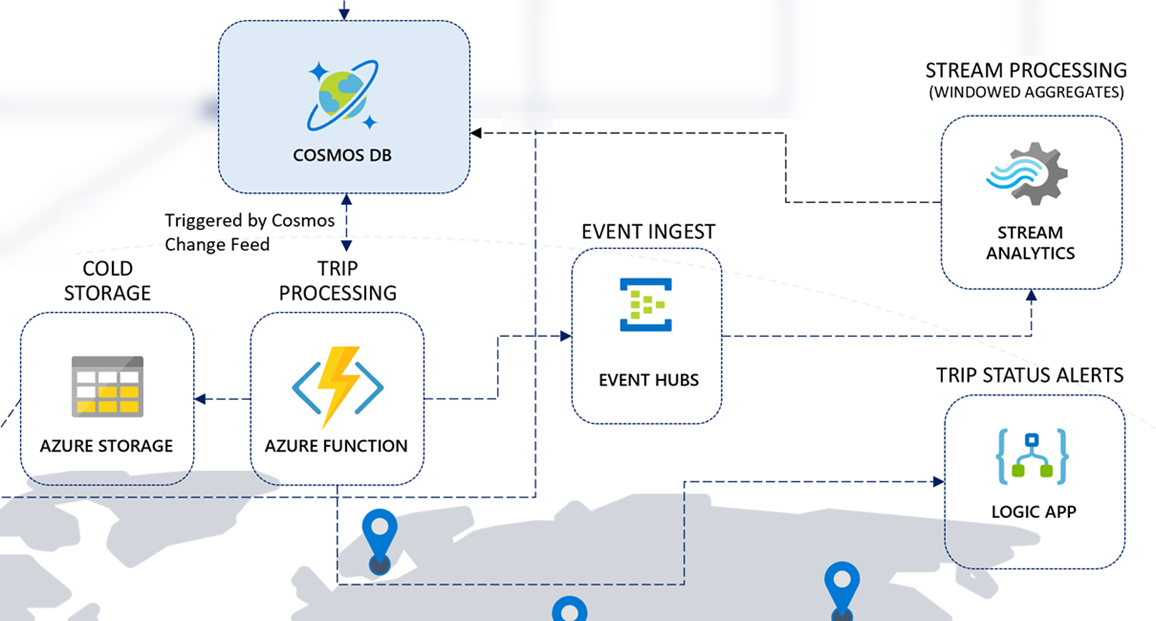 STREAM PROCESSING
(WINDOWED AGGREGATES)
COSMOS DB
STREAM
ANALYTICS
Triggered by Cosmos
Change Feed
EVENT INGEST
COLD
STORAGE
TRIP
PROCESSING
EVENT HUBS
TRIP STATUS ALERTS
AZURE STORAGE
AZURE FUNCTION
LOGIC APP